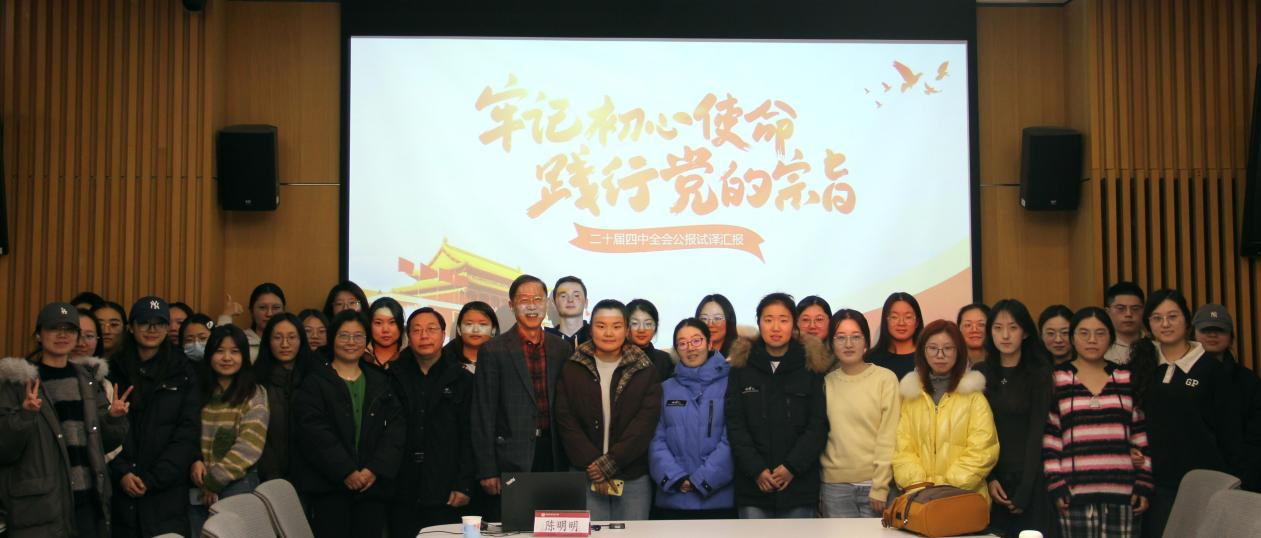 牢记初心使命
践行党的宗旨
二十届四中全会公报试译汇报
陈明明
GP